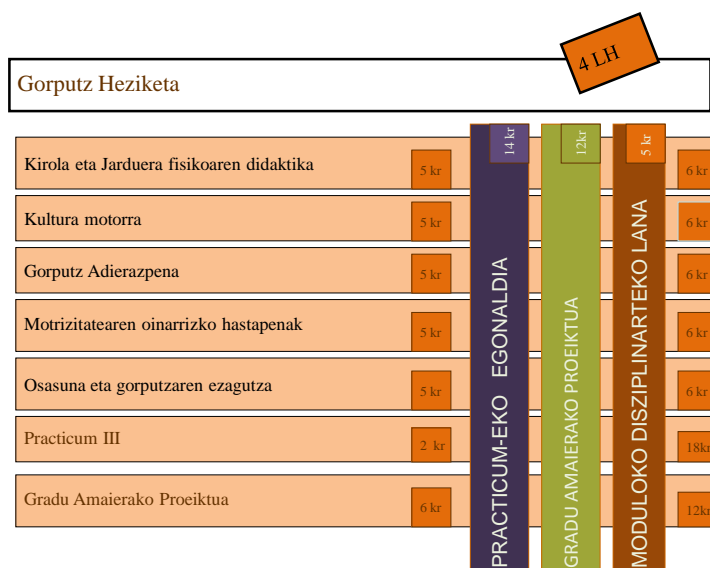 4 LH
Gorputz Heziketa
14 kr
12kr
5 kr
Kirola eta Jarduera fisikoaren didaktika
5 kr
6 kr
Kultura motorra
5 kr
6 kr
Gorputz Adierazpena
5 kr
6 kr
Motrizitatearen oinarrizko hastapenak
5 kr
6 kr
Osasuna eta gorputzaren ezagutza
5 kr
6 kr
Practicum III
2 kr
18kr
Gradu Amaierako Proeiktua
6 kr
12kr
PRACTICUM-EKO EGONALDIA
GRADU AMAIERAKO PROEIKTUA
MODULOKO DISZIPLINARTEKO LANA